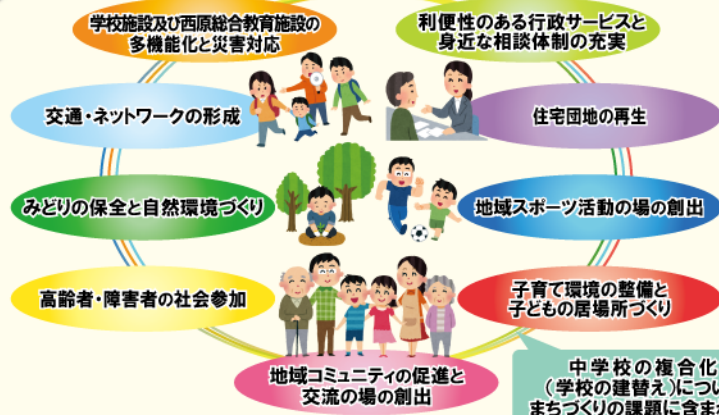 学校施設及び西原総合教育施設の
多機能化と災害対応
利便性のある行政サービスと
身近な相談体制の充実
交通・ネットワークの形成
住宅団地の再生
みどりの保全と自然環境づくり
地域スポーツ活動の場の創出
高齢者・障害者の社会参加
子育て環境の整備と
子どもの居場所づくり
地域コミュニティの促進と
交流の場の創出
中学校の複合化
(学校の建替え)につい
まちづくりの課題に含ま